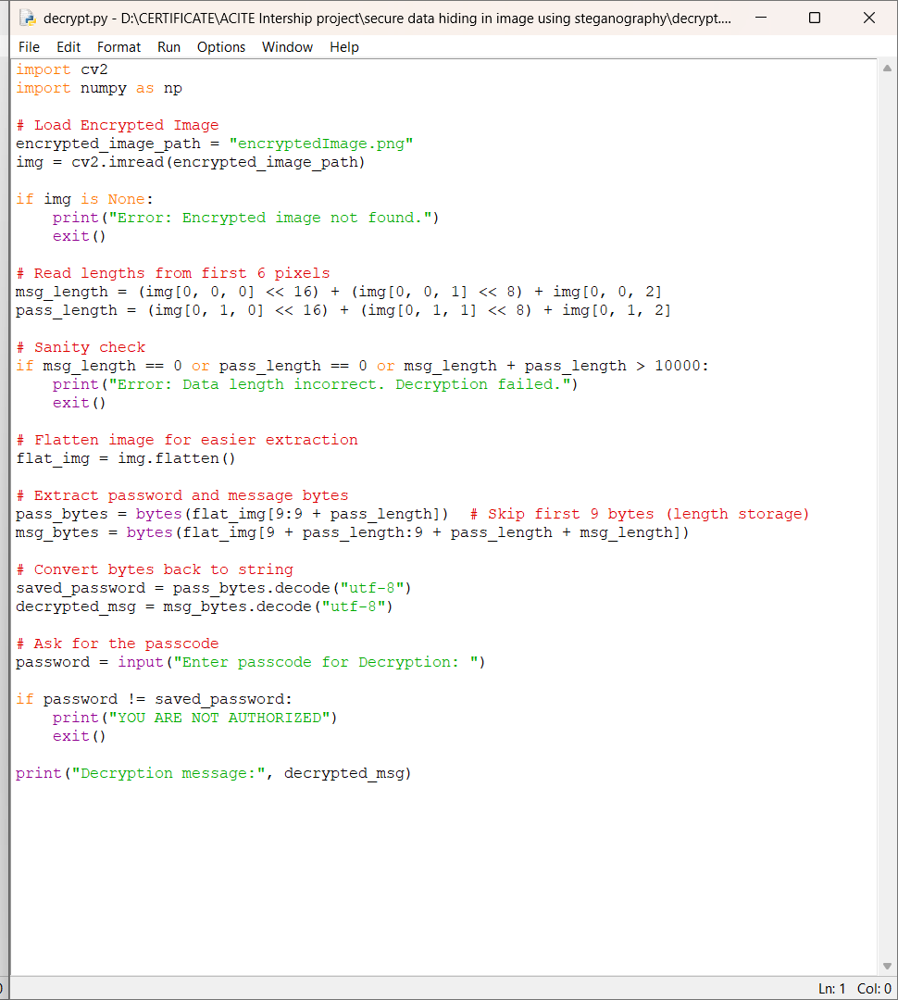 decrypt.py - D:\CERTIFICATE\ACITE Intership project\secure data hiding in image using steganography\decrypt....
File Edit Format Run Options Window Help
import cv2
import numpy as np

# Load Encrypted Image
encrypted_image_path = "encryptedImage.png"
img = cv2.imread(encrypted_image_path)

if img is None:
    print("Error: Encrypted image not found.")
    exit()

# Read lengths from first 6 pixels
msg_length = (img[0, 0, 0] << 16) + (img[0, 0, 1] << 8) + img[0, 0, 2]
pass_length = (img[0, 1, 0] << 16) + (img[0, 1, 1] << 8) + img[0, 1, 2]

# Sanity check
if msg_length == 0 or pass_length == 0 or msg_length + pass_length > 10000:
    print("Error: Data length incorrect. Decryption failed.")
    exit()

# Flatten image for easier extraction
flat_img = img.flatten()

# Extract password and message bytes
pass_bytes = bytes(flat_img[9:9 + pass_length])  # Skip first 9 bytes (length storage)
msg_bytes = bytes(flat_img[9 + pass_length:9 + pass_length + msg_length])

# Convert bytes back to string
saved_password = pass_bytes.decode("utf-8")
decrypted_msg = msg_bytes.decode("utf-8")

# Ask for the passcode
password = input("Enter passcode for Decryption: ")

if password != saved_password:
    print("YOU ARE NOT AUTHORIZED")
    exit()

print("Decryption message:", decrypted_msg)
Ln: 1 Col: 0